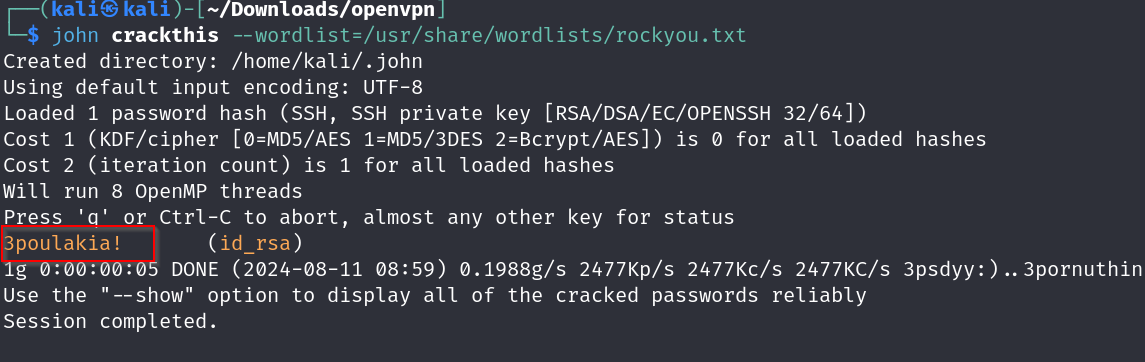 ┌──(kali㉿kali)-[~/Downloads/openvpn]
└─$ john crackthis --wordlist=/usr/share/wordlists/rockyou.txt
Created directory: /home/kali/.john
Using default input encoding: UTF-8
Loaded 1 password hash (SSH, SSH private key [RSA/DSA/EC/OPENSSH 32/64])
Cost 1 (KDF/cipher [0=MD5/AES 1=MD5/3DES 2=Bcrypt/AES]) is 0 for all loaded hashes
Cost 2 (iteration count) is 1 for all loaded hashes
Will run 8 OpenMP threads
Press 'q' or Ctrl-C to abort, almost any other key for status
3poulakia!       (id_rsa)
1g 0:00:00:05 DONE (2024-08-11 08:59) 0.1988g/s 2477Kp/s 2477Kc/s 2477KC/s 3psdyy:)..3pornuthin
Use the "--show" option to display all of the cracked passwords reliably
Session completed.